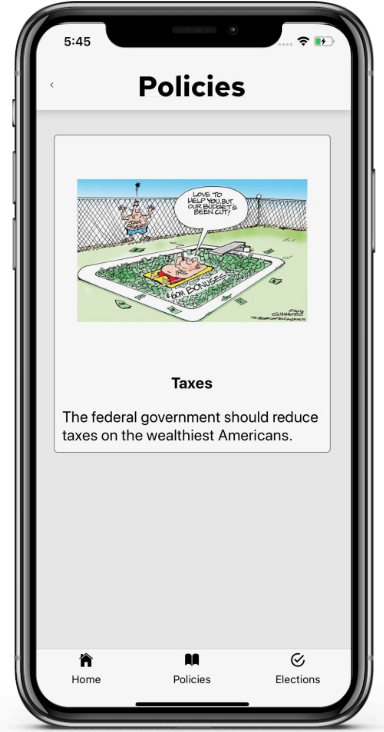 5:45
Policies
LOVE TO
HELP YOU, BUT
OUR BUDGET'S
BEEN CUT!
BONUSES
Taxes
The federal government should reduce
taxes on the wealthiest Americans.
Home Policies Elections